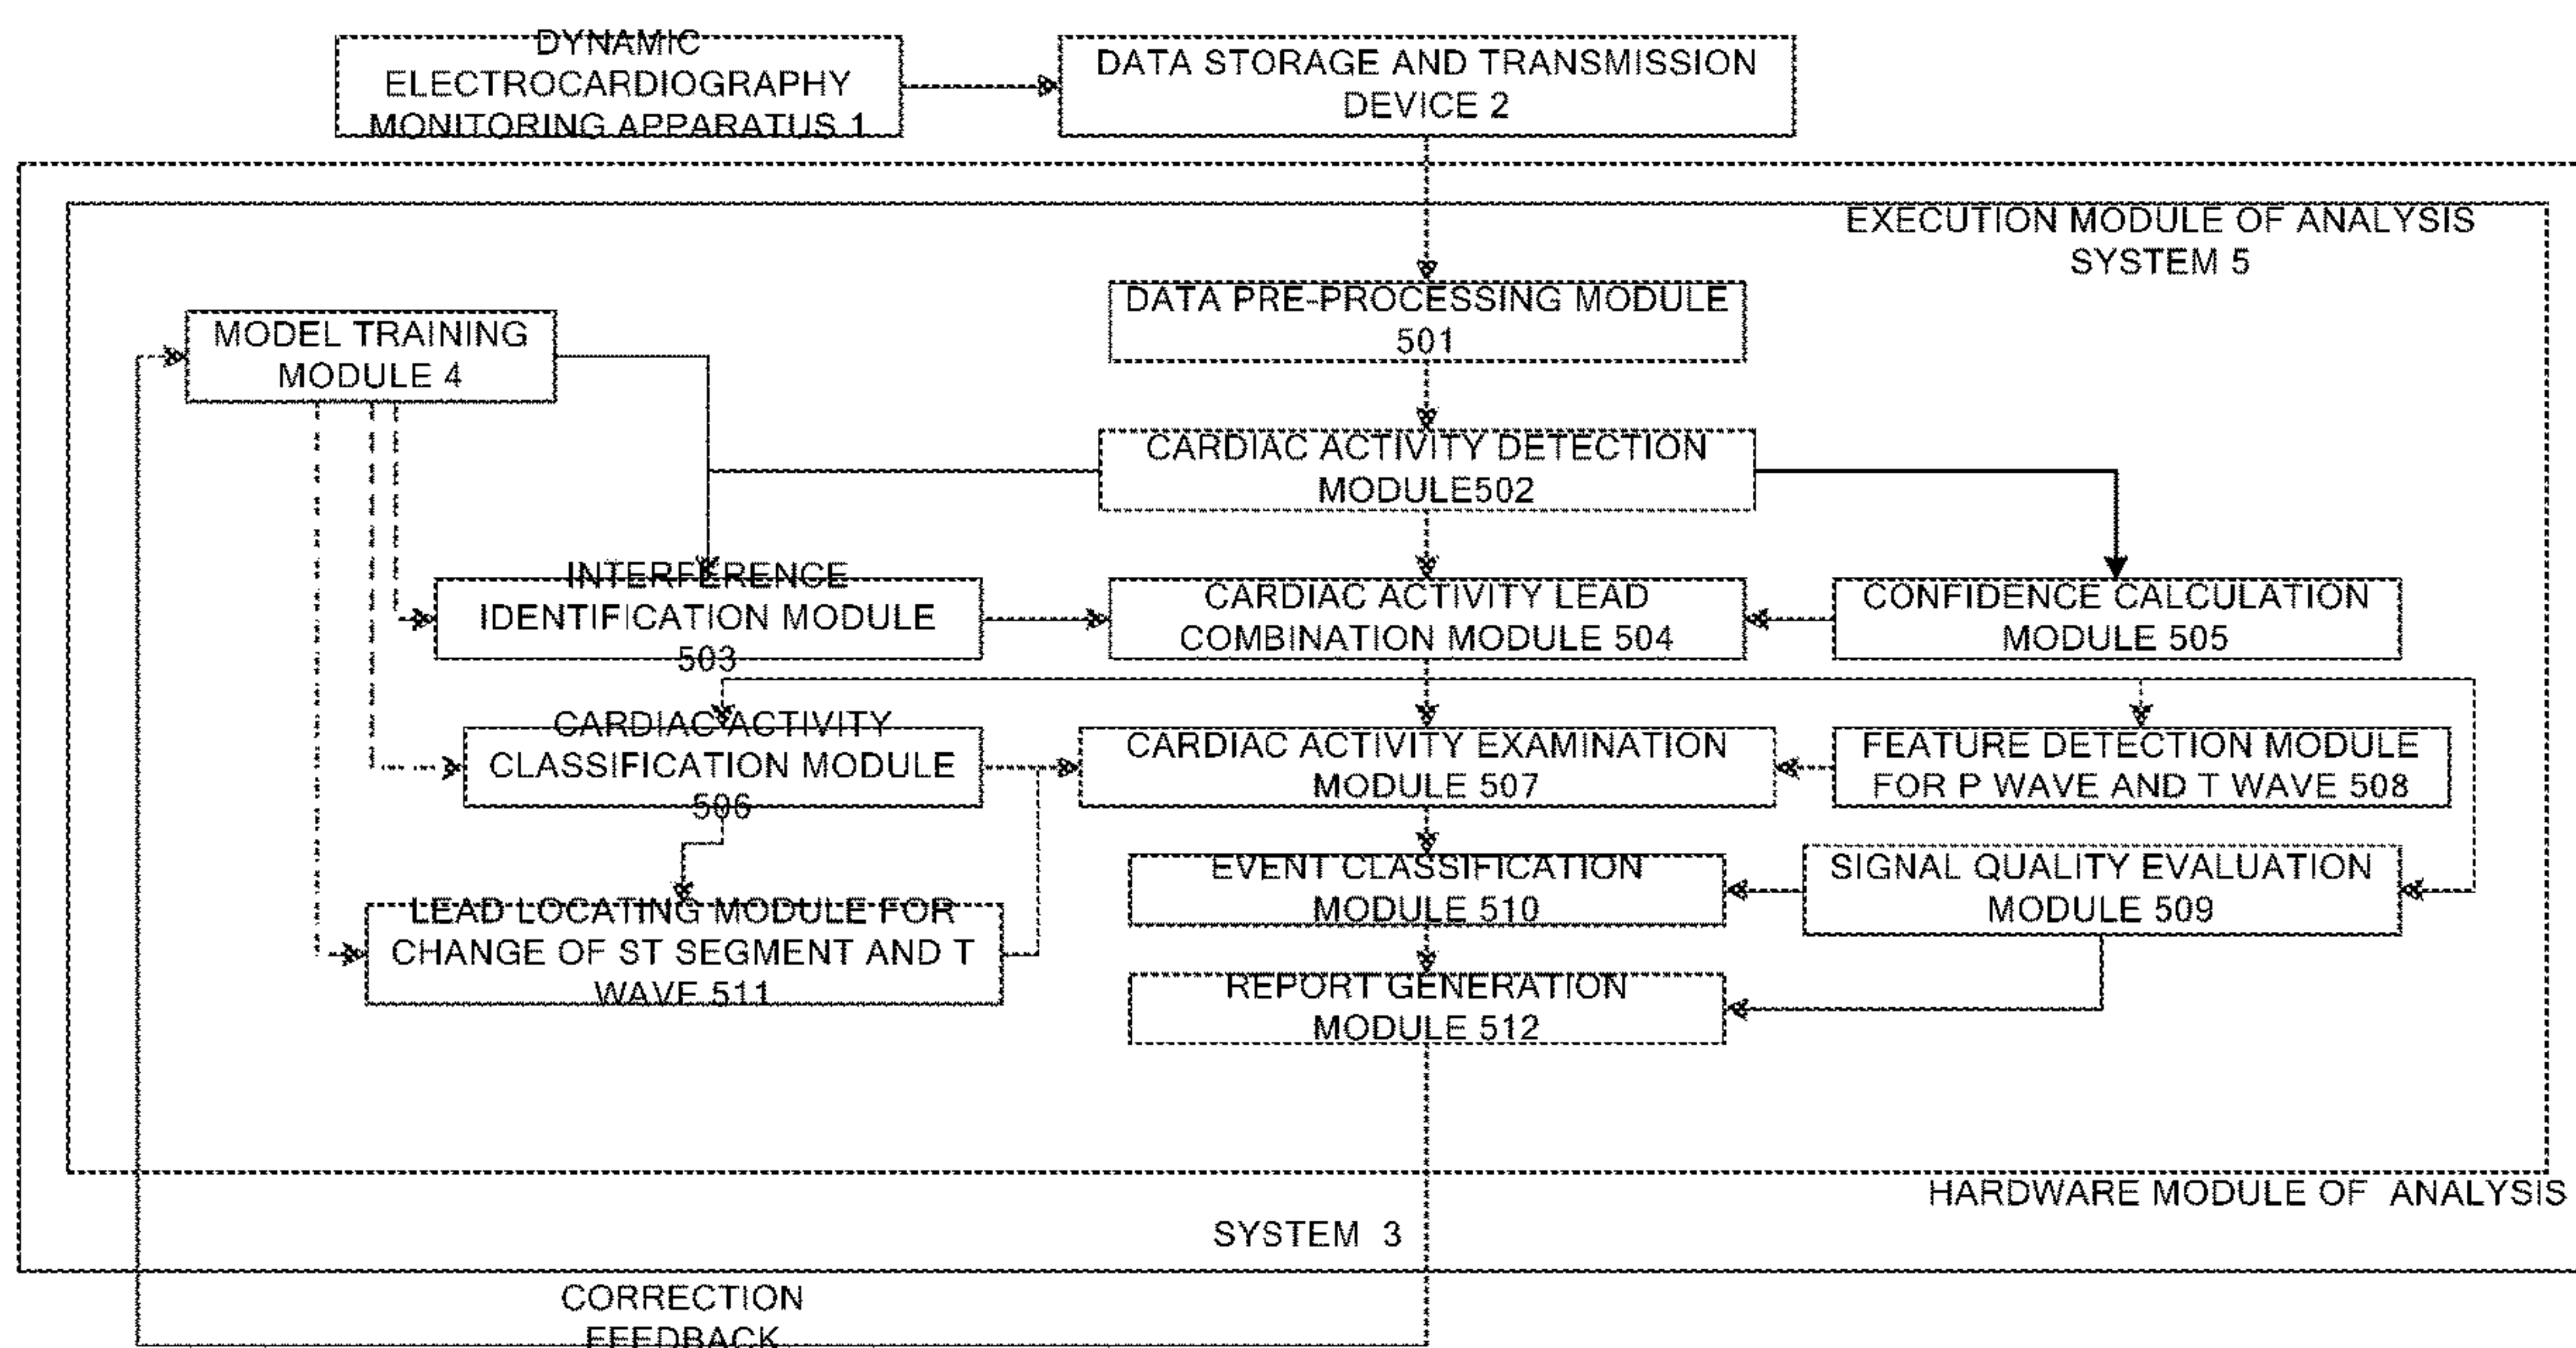 DYNAMIC
ELECTROCARDIOGRAPHY
MONITORING APPARATUS 1
DATA STORAGE AND TRANSMISSION
DEVICE 2
EXECUTION MODULE OF ANALYSIS
SYSTEM 5
DATA PRE-PROCESSING MODULE
501
MODEL TRAINING
MODULE 4
CARDIAC ACTIVITY DETECTION
MODULE502
INTERFERENCE
IDENTIFICATION MODULE
503
CARDIAC ACTIVITY LEAD
COMBINATION MODULE 504
CONFIDENCE CALCULATION
MODULE 505
CARDIAC ACTIVITY
CLASSIFICATION MODULE
506
CARDIAC ACTIVITY EXAMINATION
MODULE 507
FEATURE DETECTION MODULE
FOR P WAVE AND T WAVE 508
EVENT CLASSIFICATION
MODULE 510
SIGNAL QUALITY EVALUATION
MODULE 509
LEAD LOCATING MODULE FOR
CHANGE OF ST SEGMENT AND T
WAVE 511
REPORT GENERATION
MODULE 512
HARDWARE MODULE OF ANALYSIS
SYSTEM 3
CORRECTION
FEEDBACK